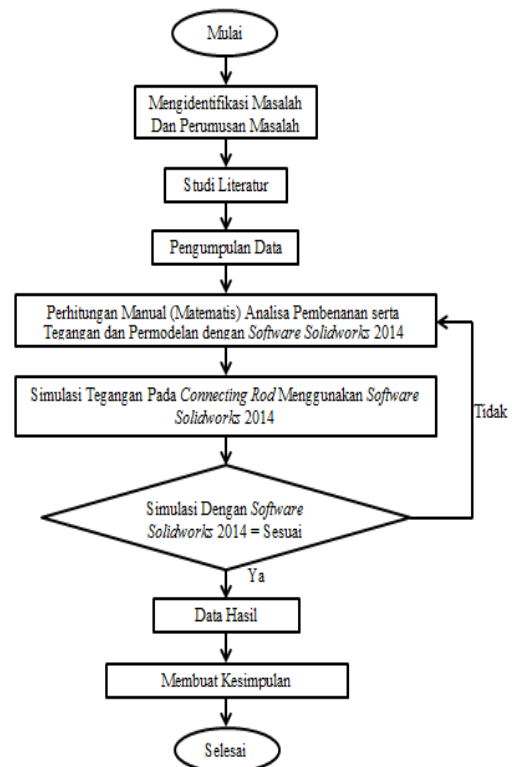 Mulai
Mengidentifikasi Masalah
Dan Perumusan Masalah
Studi Literatur
Pengumpulan Data
Perhitungan Manual (Matematis) Analisa Pembenanan serta
Tegangan dan Permodelan dengan Software Solidworks 2014
Simulasi Tegangan Pada Connecting Rod Menggunakan Software
Solidworks 2014
Tidak
Simulasi Dengan Software
Solidworks 2014 = Sesuai
Ya
Data Hasil
Membuat Kesimpulan
Selesai